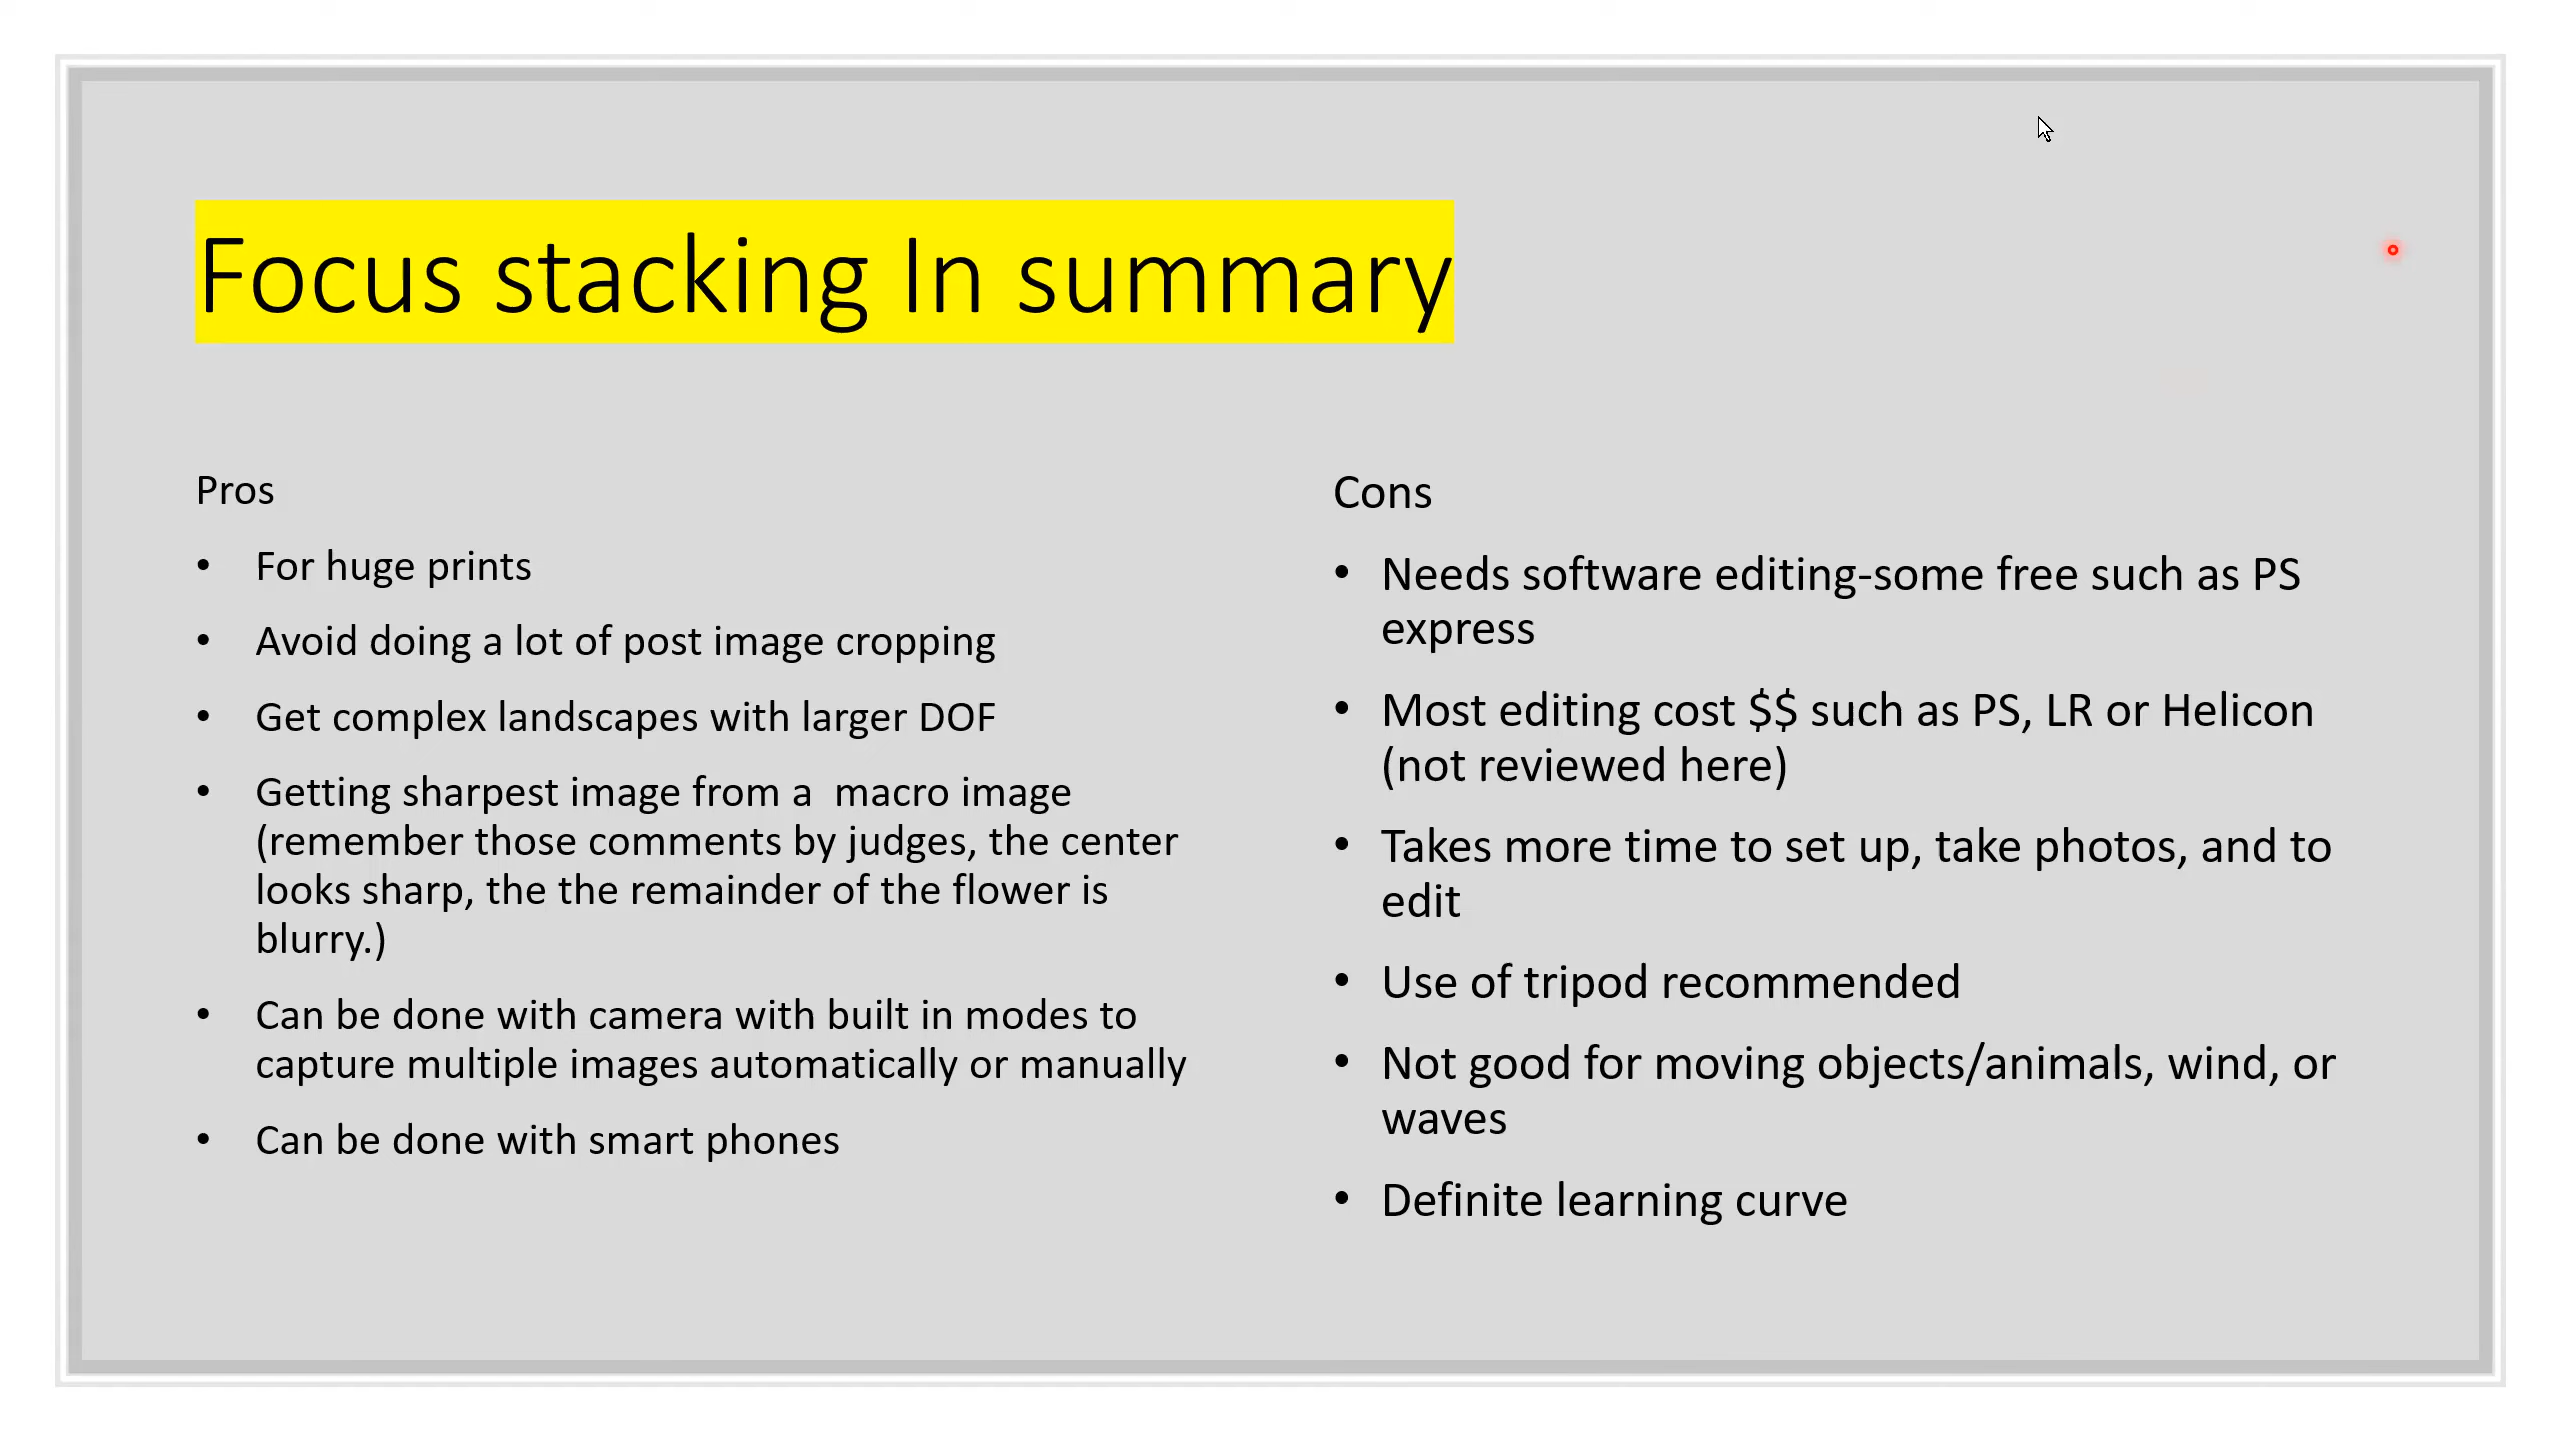 Focus stacking In summary
Pros
• For huge prints
• Avoid doing a lot of post image cropping
• Get complex landscapes with larger DOF
• Getting sharpest image from a  macro image
(remember those comments by judges, the center
looks sharp, the the remainder of the flower is
blurry.)
• Can be done with camera with built in modes to
capture multiple images automatically or manually
• Can be done with smart phones
Cons
• Needs software editing-some free such as PS
express
• Most editing cost $$ such as PS, LR or Helicon
(not reviewed here)
• Takes more time to set up, take photos, and to
edit
• Use of tripod recommended
• Not good for moving objects/animals, wind, or
waves
• Definite learning curve